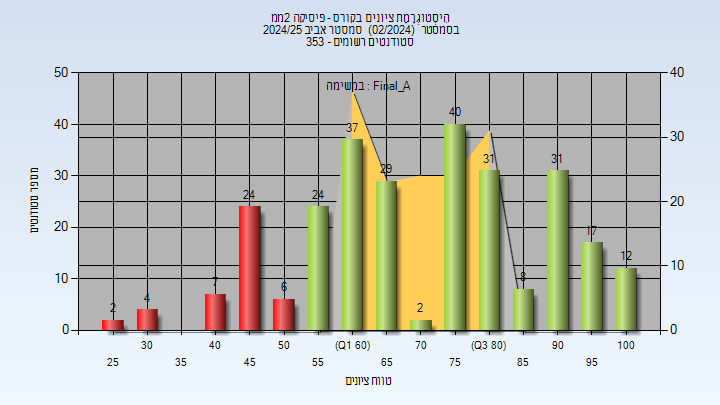 הִיסְטוֹגְרָמַת ציונים בקורס - פיסיקה 2ממ
בסמסטר (02/2024) סמסטר אביב 2024/25
סטודנטים רשומים - 353
במשימה : Final_A
מספר סטודנטים
50 40 30 20 10 0
40 30 20 10 0
2 4 7 24 6 24 37 29 2 40 31 8 31 17 12
30 40 50 (Q1 60) 70 (Q3 80) 90 100
25 35 45 55 65 75 85 95
טווח ציונים